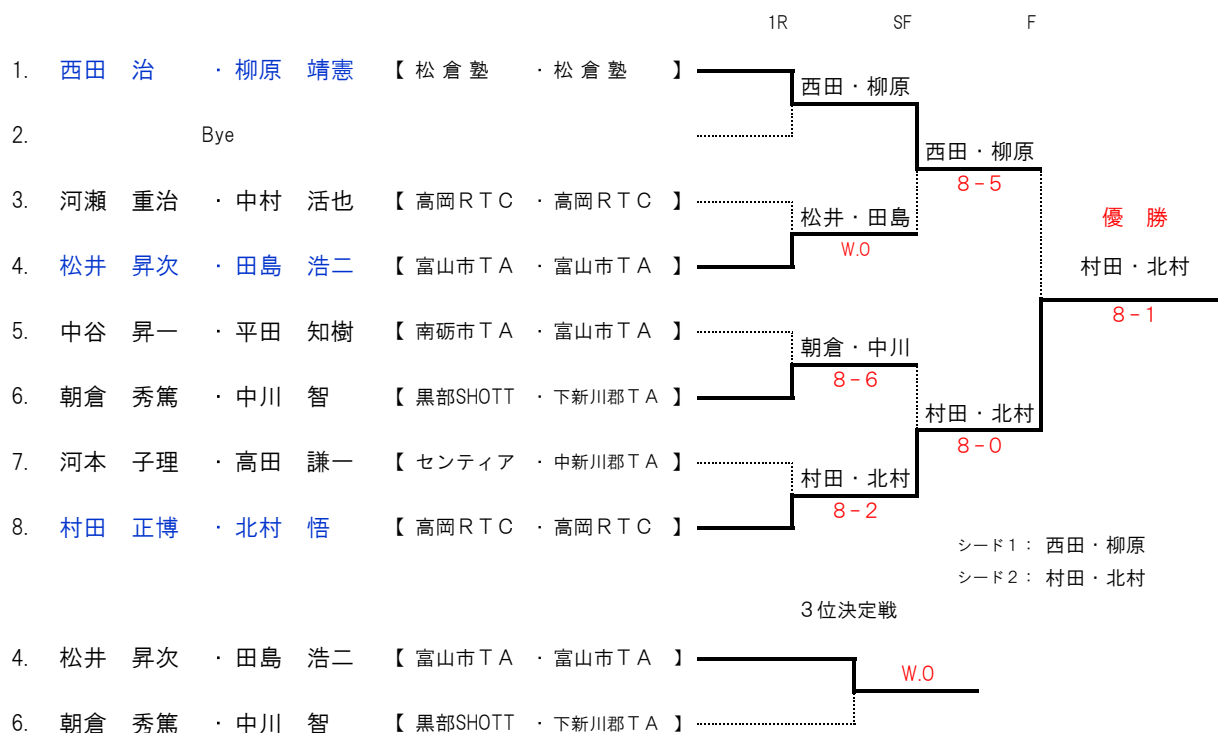 1R SF F
1. 西田 治 ・柳原 靖憲 【 松倉塾 ・松倉塾 】
西田・柳原
2. Bye
西田・柳原
8-5
3. 河瀬 重治 ・中村 活也 【 高岡RTC ・高岡RTC 】
松井・田島
優 勝
W.O
4. 松井 昇次 ・田島 浩二 【 富山市TA ・富山市TA 】
村田・北村
8-1
5. 中谷 昇一 ・平田 知樹 【 南砺市TA ・富山市TA 】
朝倉・中川
8-6
6. 朝倉 秀篤 ・中川 智 【 黒部SHOTT ・下新川郡TA 】
村田・北村
8-0
7. 河本 子理 ・高田 謙一 【 センティア ・中新川郡TA 】
村田・北村
8-2
8. 村田 正博 ・北村 悟 【 高岡RTC ・高岡RTC 】
シード1: 西田・柳原
シード2: 村田・北村
3位決定戦
4. 松井 昇次 ・田島 浩二 【 富山市TA ・富山市TA 】
W.O
6. 朝倉 秀篤 ・中川 智 【 黒部SHOTT ・下新川郡TA 】